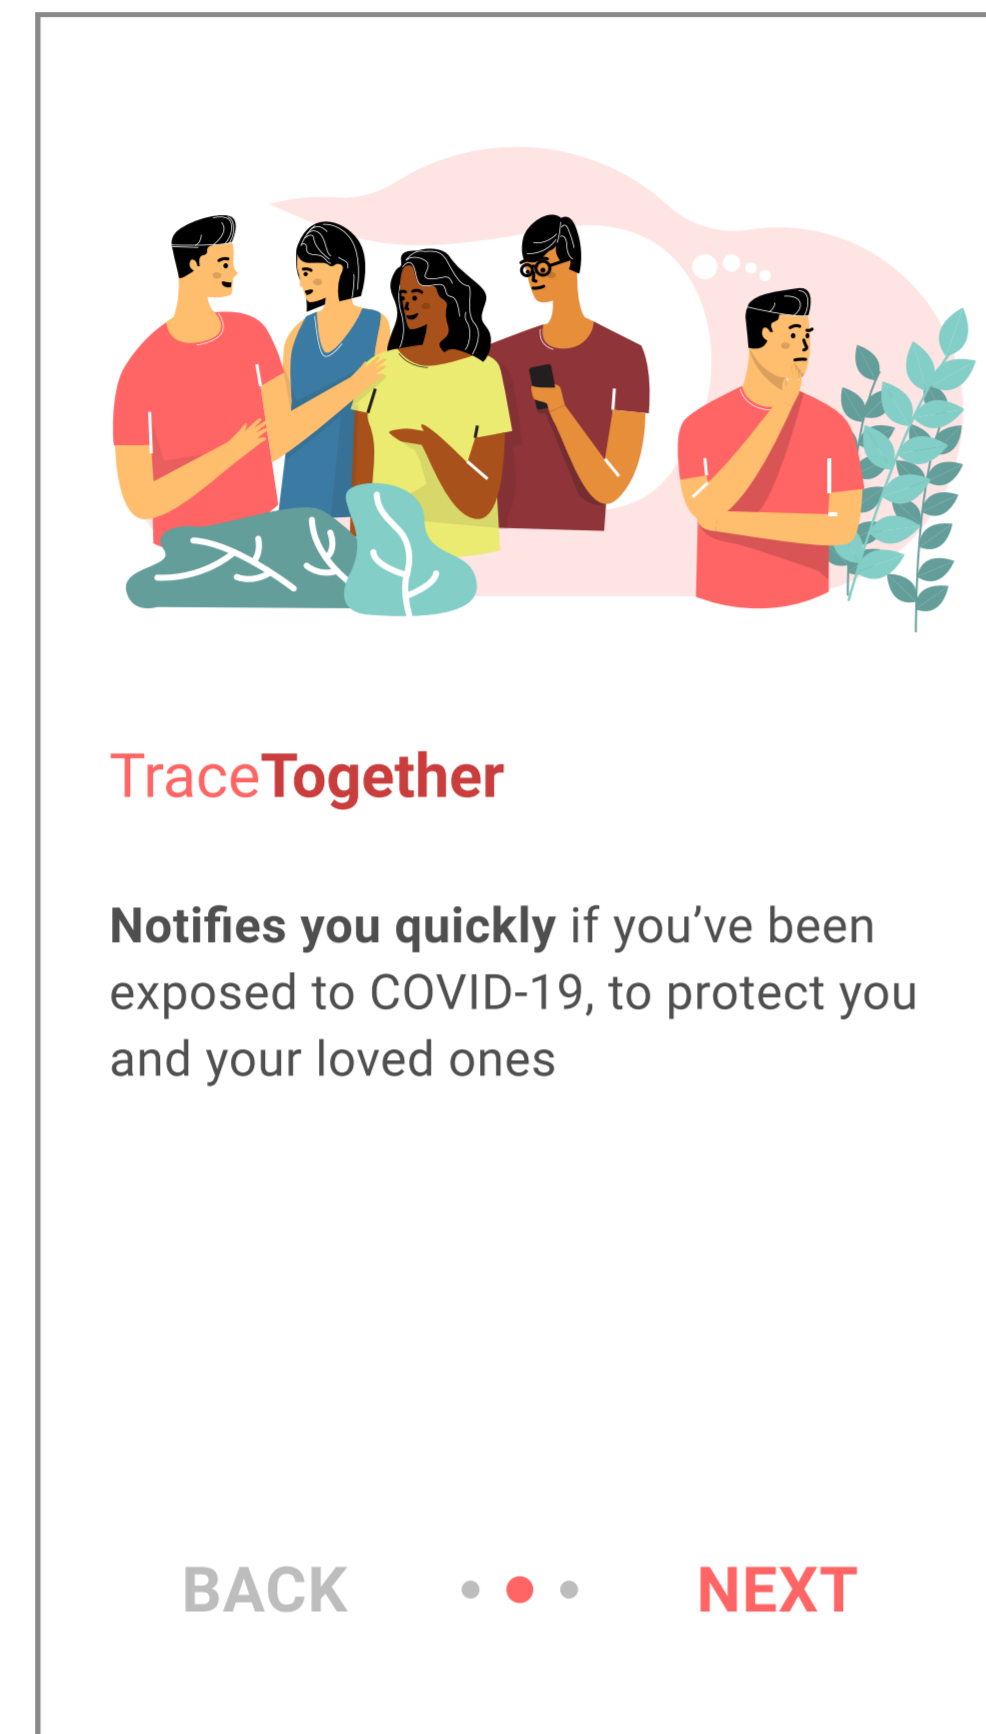 TraceTogether
Notifies you quickly if you’ve been
exposed to COVID-19, to protect you
and your loved ones
BACK
NEXT